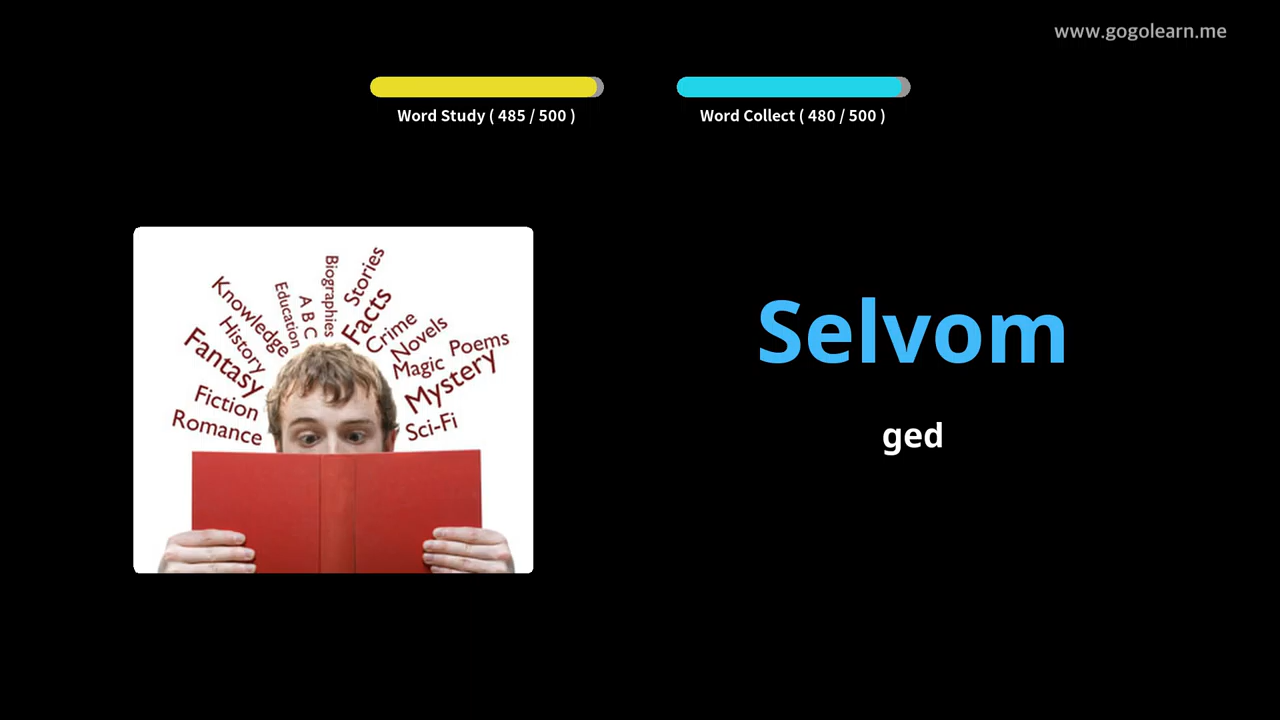 www.gogolearn.me
Word Study ( 485 / 500 )
Word Collect ( 480 / 500 )
Selvom
ged
Knowledge
History
Fantasy
Fiction
Romance
Education
A B C
Biographies
Stories
Facts
Crime
Novels
Magic
Poems
Mystery
Sci-Fi